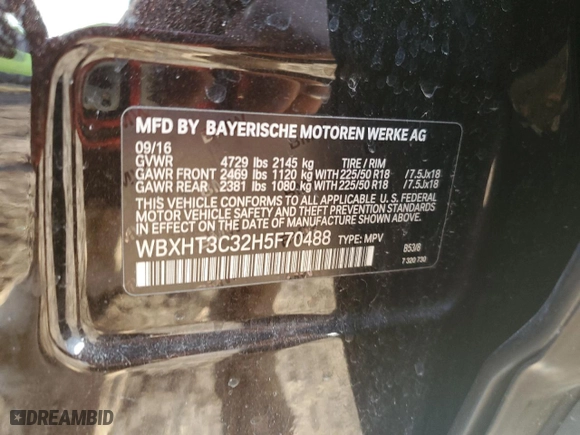 MFD BY BAYERISCHE MOTOREN WERKE AG
09/16
GVWR 4729 lbs 2145 kg TIRE / RIM
GAWR FRONT 2469 lbs 1120 kg WITH 225/50 R18 /7.5Jx18
GAWR REAR 2381 lbs 1080 kg WITH 225/50 R18 /7.5Jx18
THIS VEHICLE CONFORMS TO ALL APPLICABLE U.S. FEDERAL
MOTOR VEHICLE SAFETY, BUMPER, AND THEFT PREVENTION STANDARDS
IN EFFECT ON THE DATE OF MANUFACTURE SHOWN ABOVE.
WBXHT3C32H5F70488 TYPE: MPV 853/8
7 320 730
DREAMBID